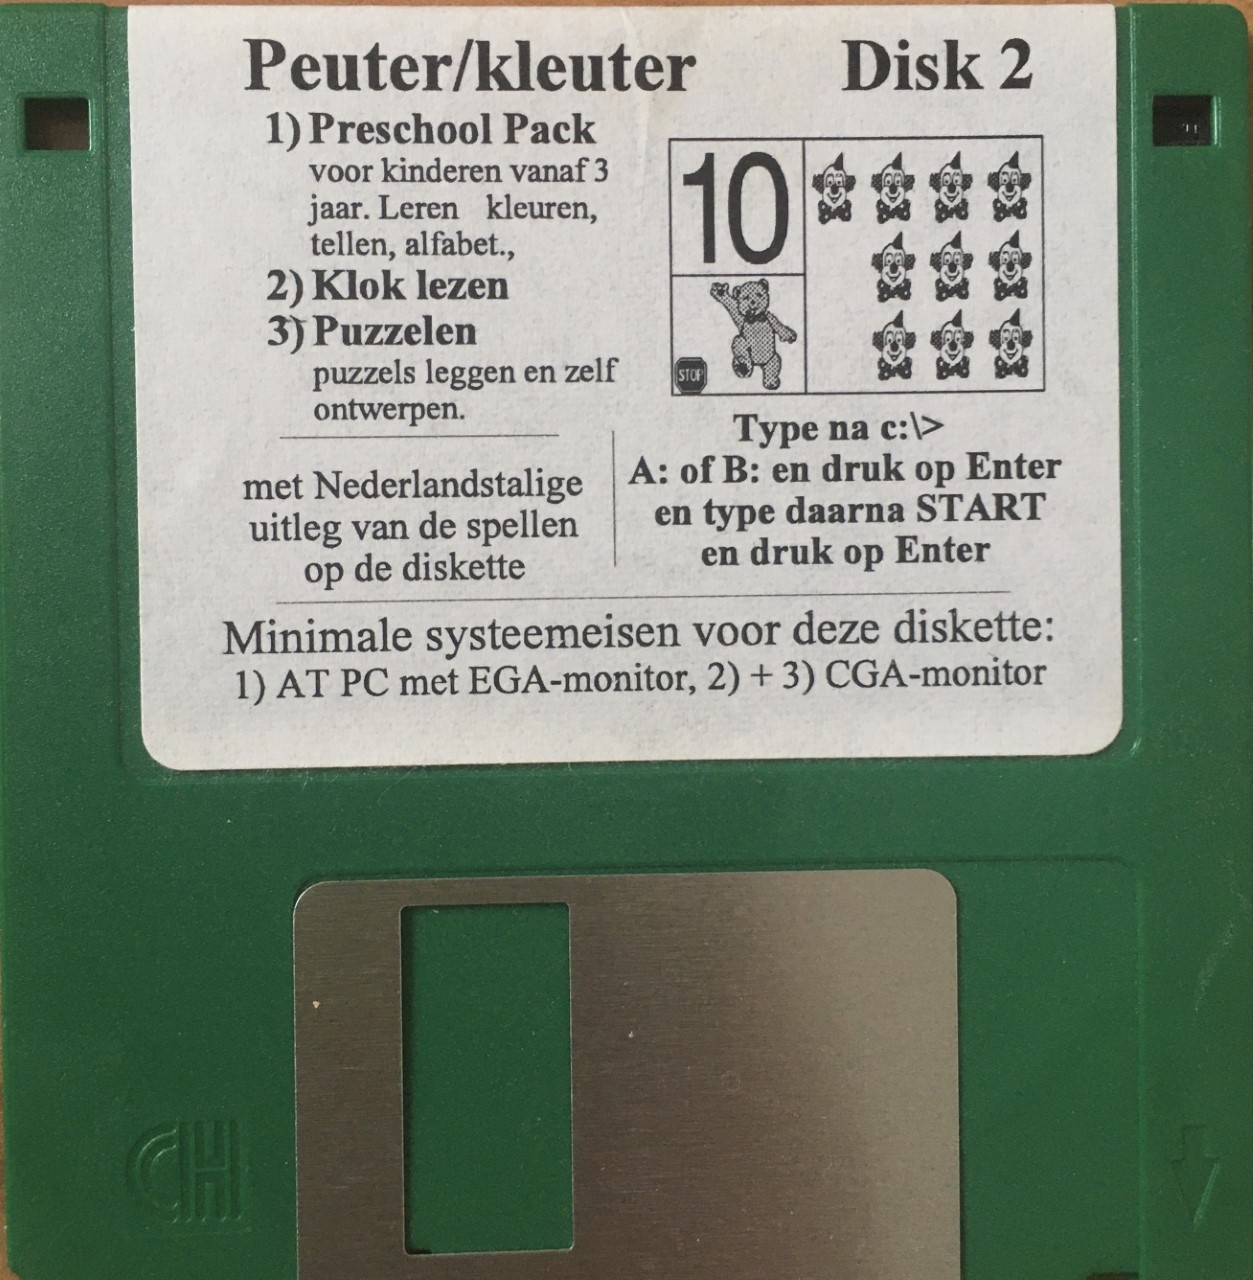 Peuter/kleuter Disk 2
1) Preschool Pack
voor kinderen vanaf 3
jaar. Leren kleuren,
tellen, alfabet.,
2) Klok lezen
3) Puzzelen
puzzels leggen en zelf
ontwerpen.
10
STOP
met Nederlandstalige
uitleg van de spellen
op de diskette
Type na c:\>
A: of B: en druk op Enter
en type daarna START
en druk op Enter
Minimale systeemeisen voor deze diskette:
1) AT PC met EGA-monitor, 2) + 3) CGA-monitor
CH